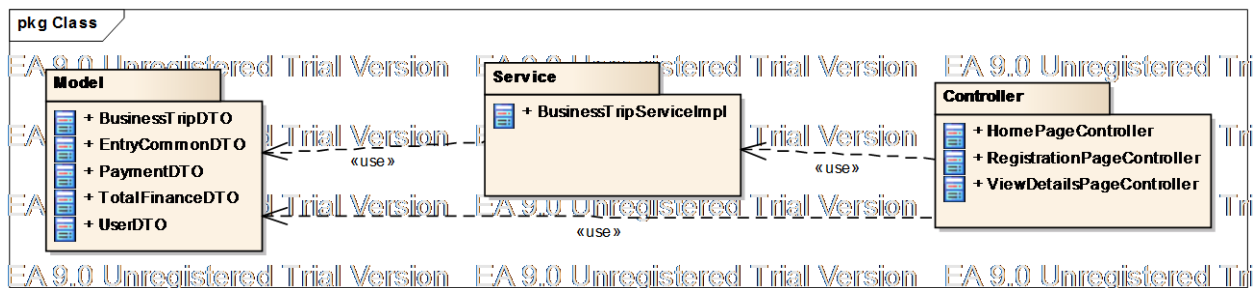 pkg Class
EA 9.0 Unregistered Trial Version EA 9.0 Unregistered Trial Version EA 9.0 Unregistered Tri
Model
+ BusinessTripDTO
+ EntryCommonDTO
+ PaymentDTO
+ TotalFinanceDTO
+ UserDTO
Service
+ BusinessTripServiceImpl
Controller
+ HomePageController
+ RegistrationPageController
+ ViewDetailsPageController
«use»
«use»
«use»
EA 9.0 Unregistered Trial Version EA 9.0 Unregistered Trial Version EA 9.0 Unregistered Tri